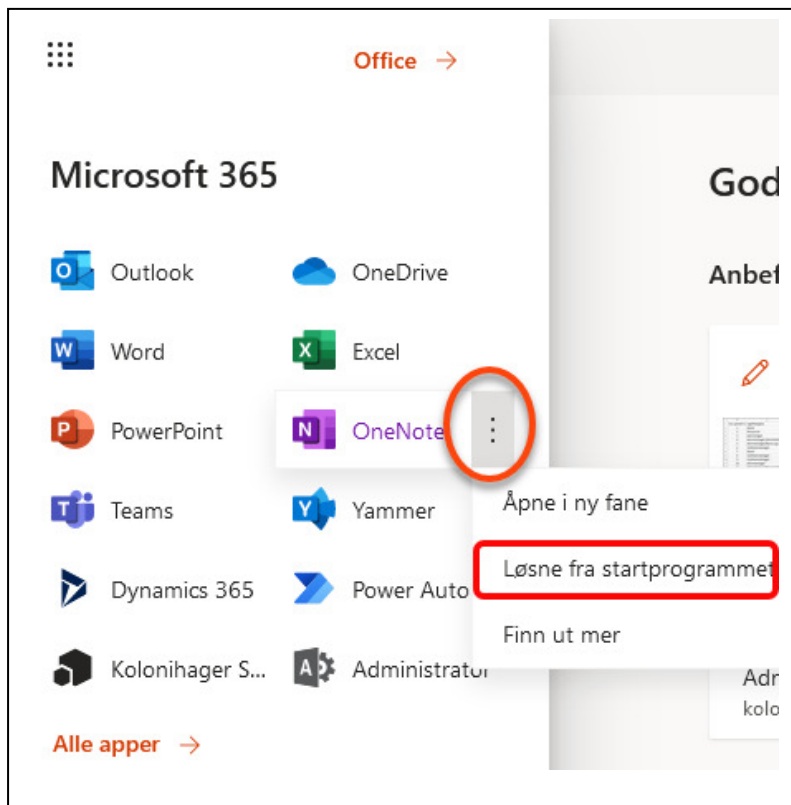 Office →
Microsoft 365
God
Outlook
OneDrive
Anbef
Word
Excel
PowerPoint
OneNote
Teams
Yammer
Åpne i ny fane
Løsne fra startprogrammet
Dynamics 365
Power Auto
Finn ut mer
Kolonihager S...
Administrator
Adr
kolo
Alle apper →